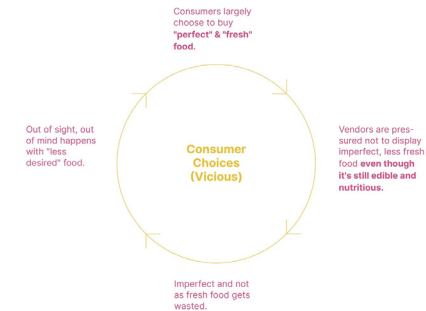 Consumers largely
choose to buy
"perfect" & "fresh"
food.
Vendors are pres-
sured not to display
imperfect, less fresh
food even though
it's still edible and
nutritious.
Imperfect and not
as fresh food gets
wasted.
Out of sight, out
of mind happens
with "less
desired" food.
Consumer
Choices
(Vicious)